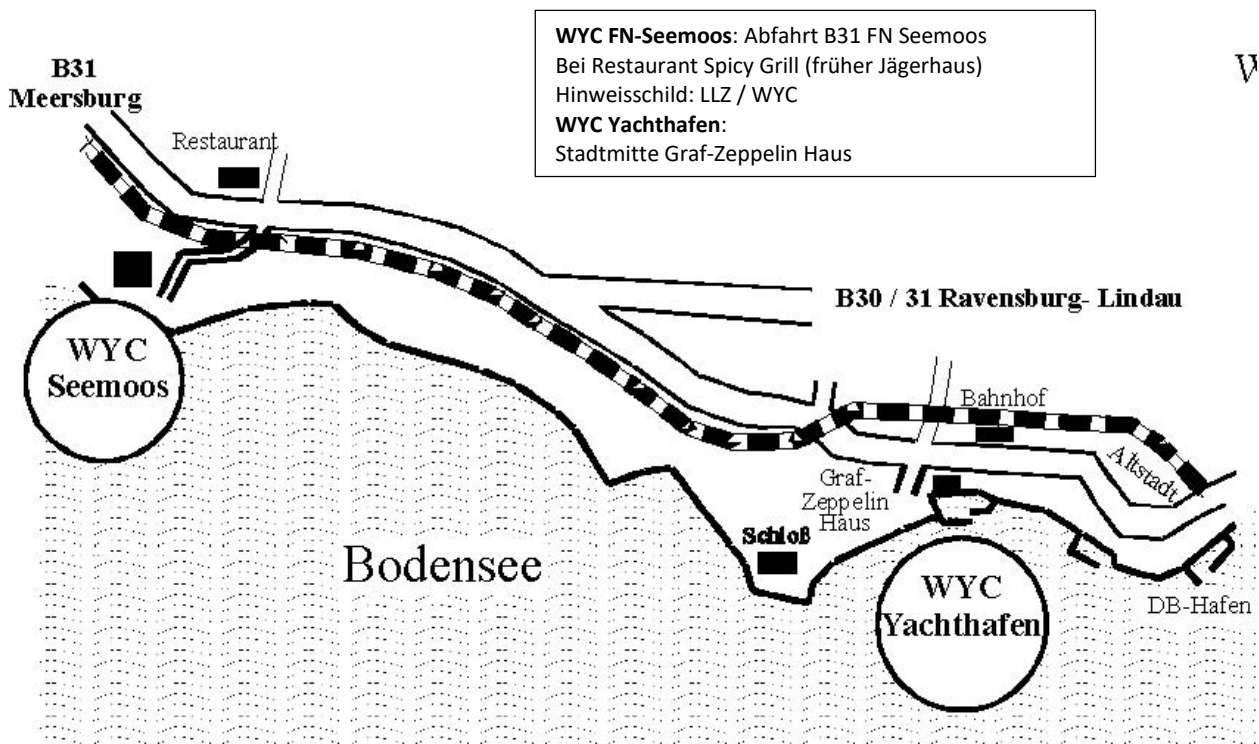 WYC FN-Seemoos: Abfahrt B31 FN Seemoos
Bei Restaurant Spicy Grill (früher Jägerhaus)
Hinweisschild: LLZ / WYC
WYC Yachthafen:
Stadtmitte Graf-Zeppelin Haus
W
B31
Meersburg
Restaurant
B30 / 31 Ravensburg- Lindau
WYC
Seemoos
Bahnhof
Altstadt
Graf-
Zeppelin
Haus
Schloß
Bodensee
WYC
Yachthafen
DB-Hafen